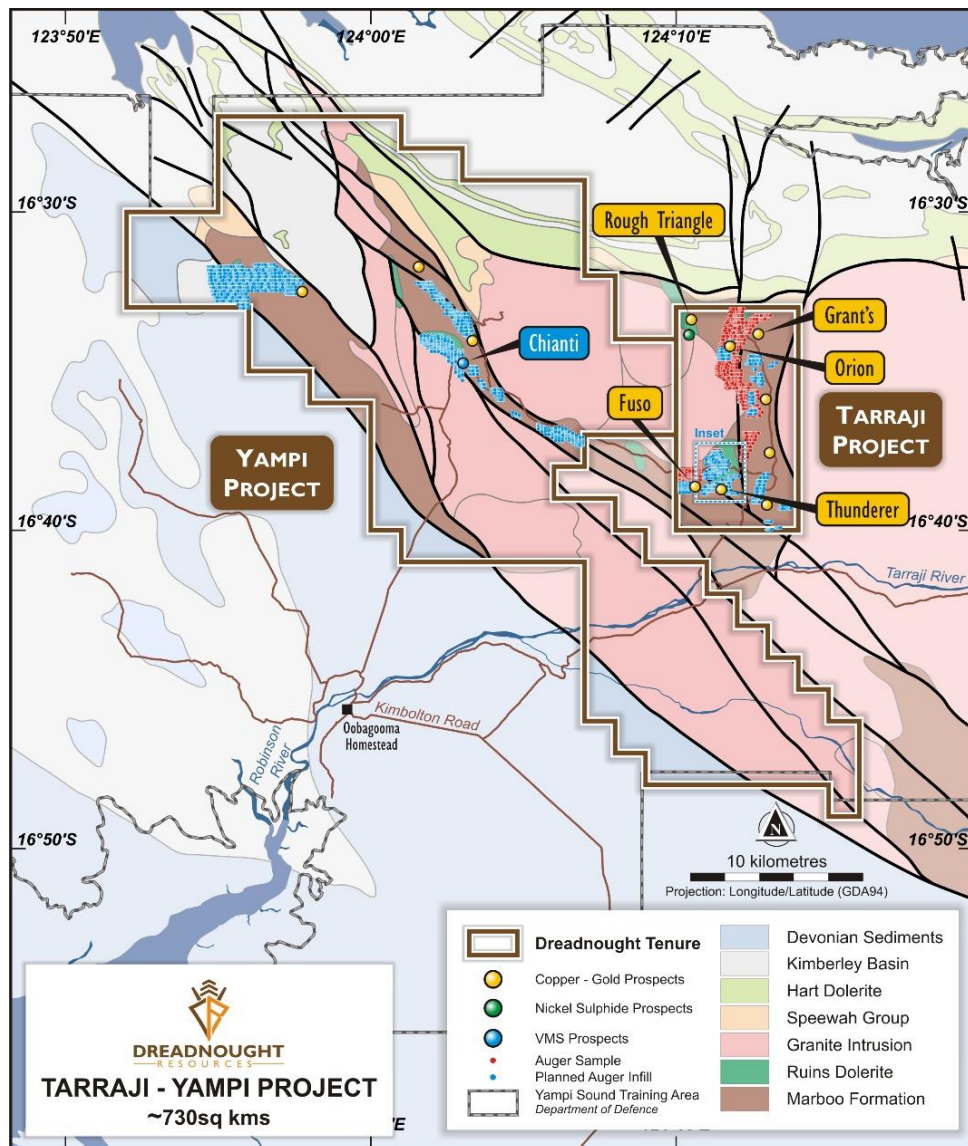 123°50'E
124°00'E
124°10'E
16°30'S
16°30'S
Rough Triangle
Grant's
Chianti
Orion
Fuso
Inset
TARRAJI
PROJECT
YAMPI
PROJECT
Thunderer
16°40'S
16°40'S
Tarraji River
Kimbolton Road
Oobagooma
Homestead
Robinson
River
16°50'S
16°50'S
N
10 kilometres
Projection: Longitude/Latitude (GDA94)
Dreadnought Tenure
Copper - Gold Prospects
Nickel Sulphide Prospects
VMS Prospects
Auger Sample
Planned Auger Infill
Yampi Sound Training Area
Department of Defence
Devonian Sediments
Kimberley Basin
Hart Dolerite
Speewah Group
Granite Intrusion
Ruins Dolerite
Marboo Formation
DREADNOUGHT
RESOURCES
TARRAJI - YAMPI PROJECT
~730sq kms